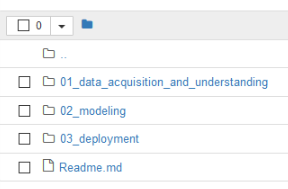 0
..
01_data_acquisition_and_understanding
02_modeling
03_deployment
Readme.md